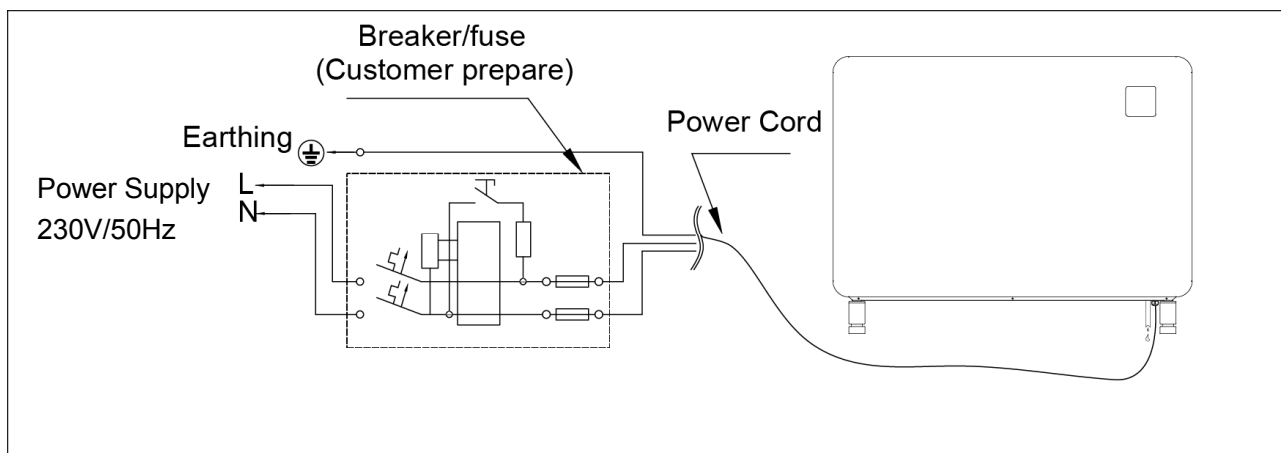 Breaker/fuse
(Customer prepare)
Earthing
Power Cord
Power Supply L
N
230V/50Hz